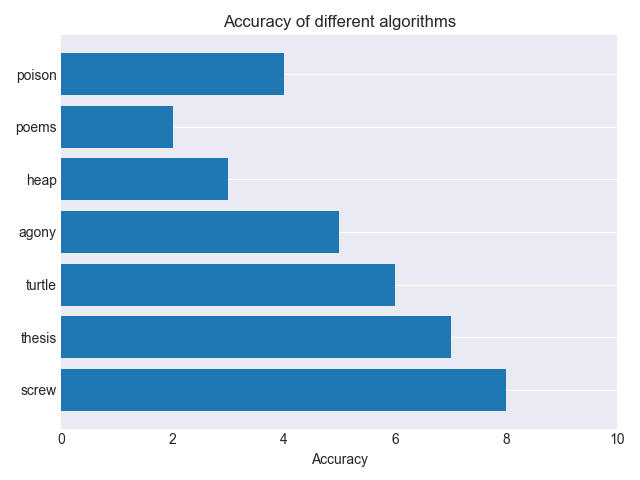 Accuracy of different algorithms
poison
poems
heap
agony
turtle
thesis
screw
0 2 4 6 8 10
Accuracy